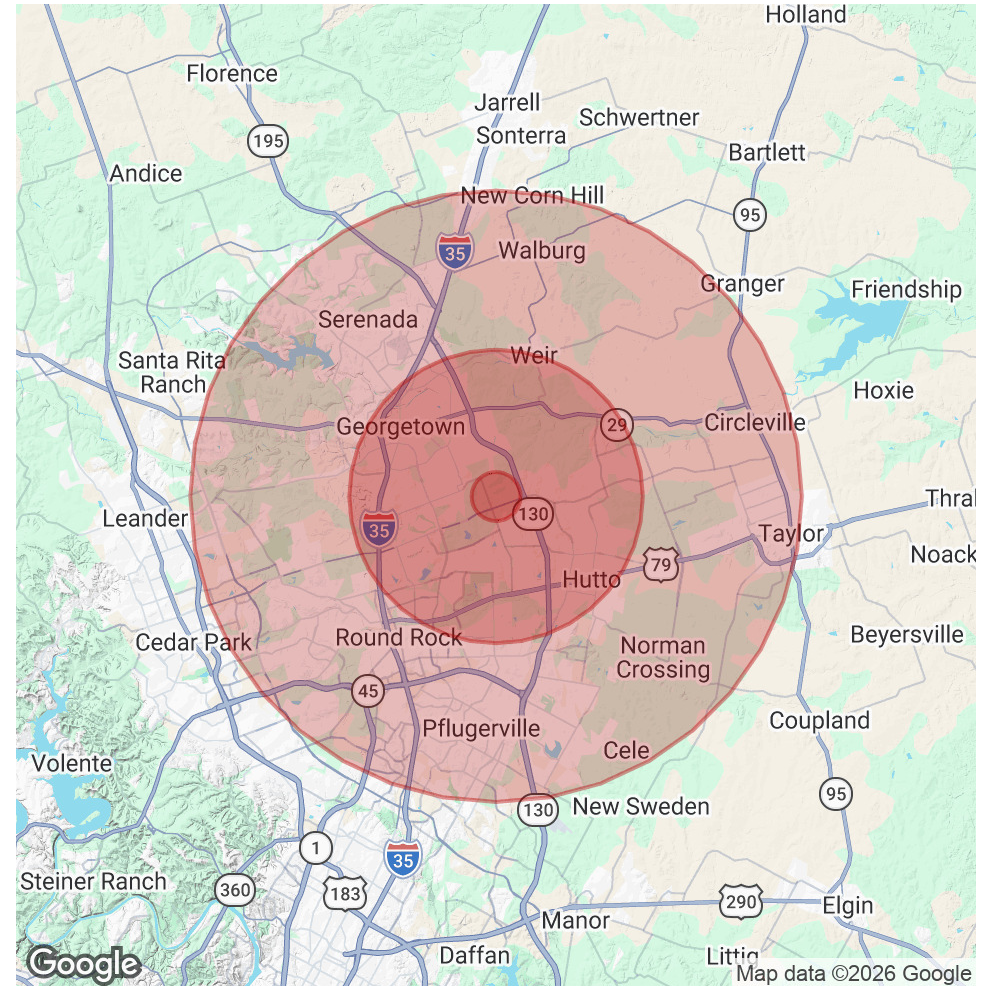 Holland
Florence
Jarrell
Sonterra
Schwertner
195
Bartlett
Andice
New Corn Hill
95
35
Walburg
Granger
Friendship
Serenada
Weir
Santa Rita
Ranch
Hoxie
Georgetown
29
Circleville
Leander
130
Thral
35
Taylor
Noack
79
Hutto
Round Rock
Cedar Park
Norman
Crossing
Beyersville
45
Pflugerville
Coupland
Cele
Volente
95
130
New Sweden
1
35
Steiner Ranch
360
183
290
Elgin
Manor
Daffan
Littig
Google
Map data ©2026 Google